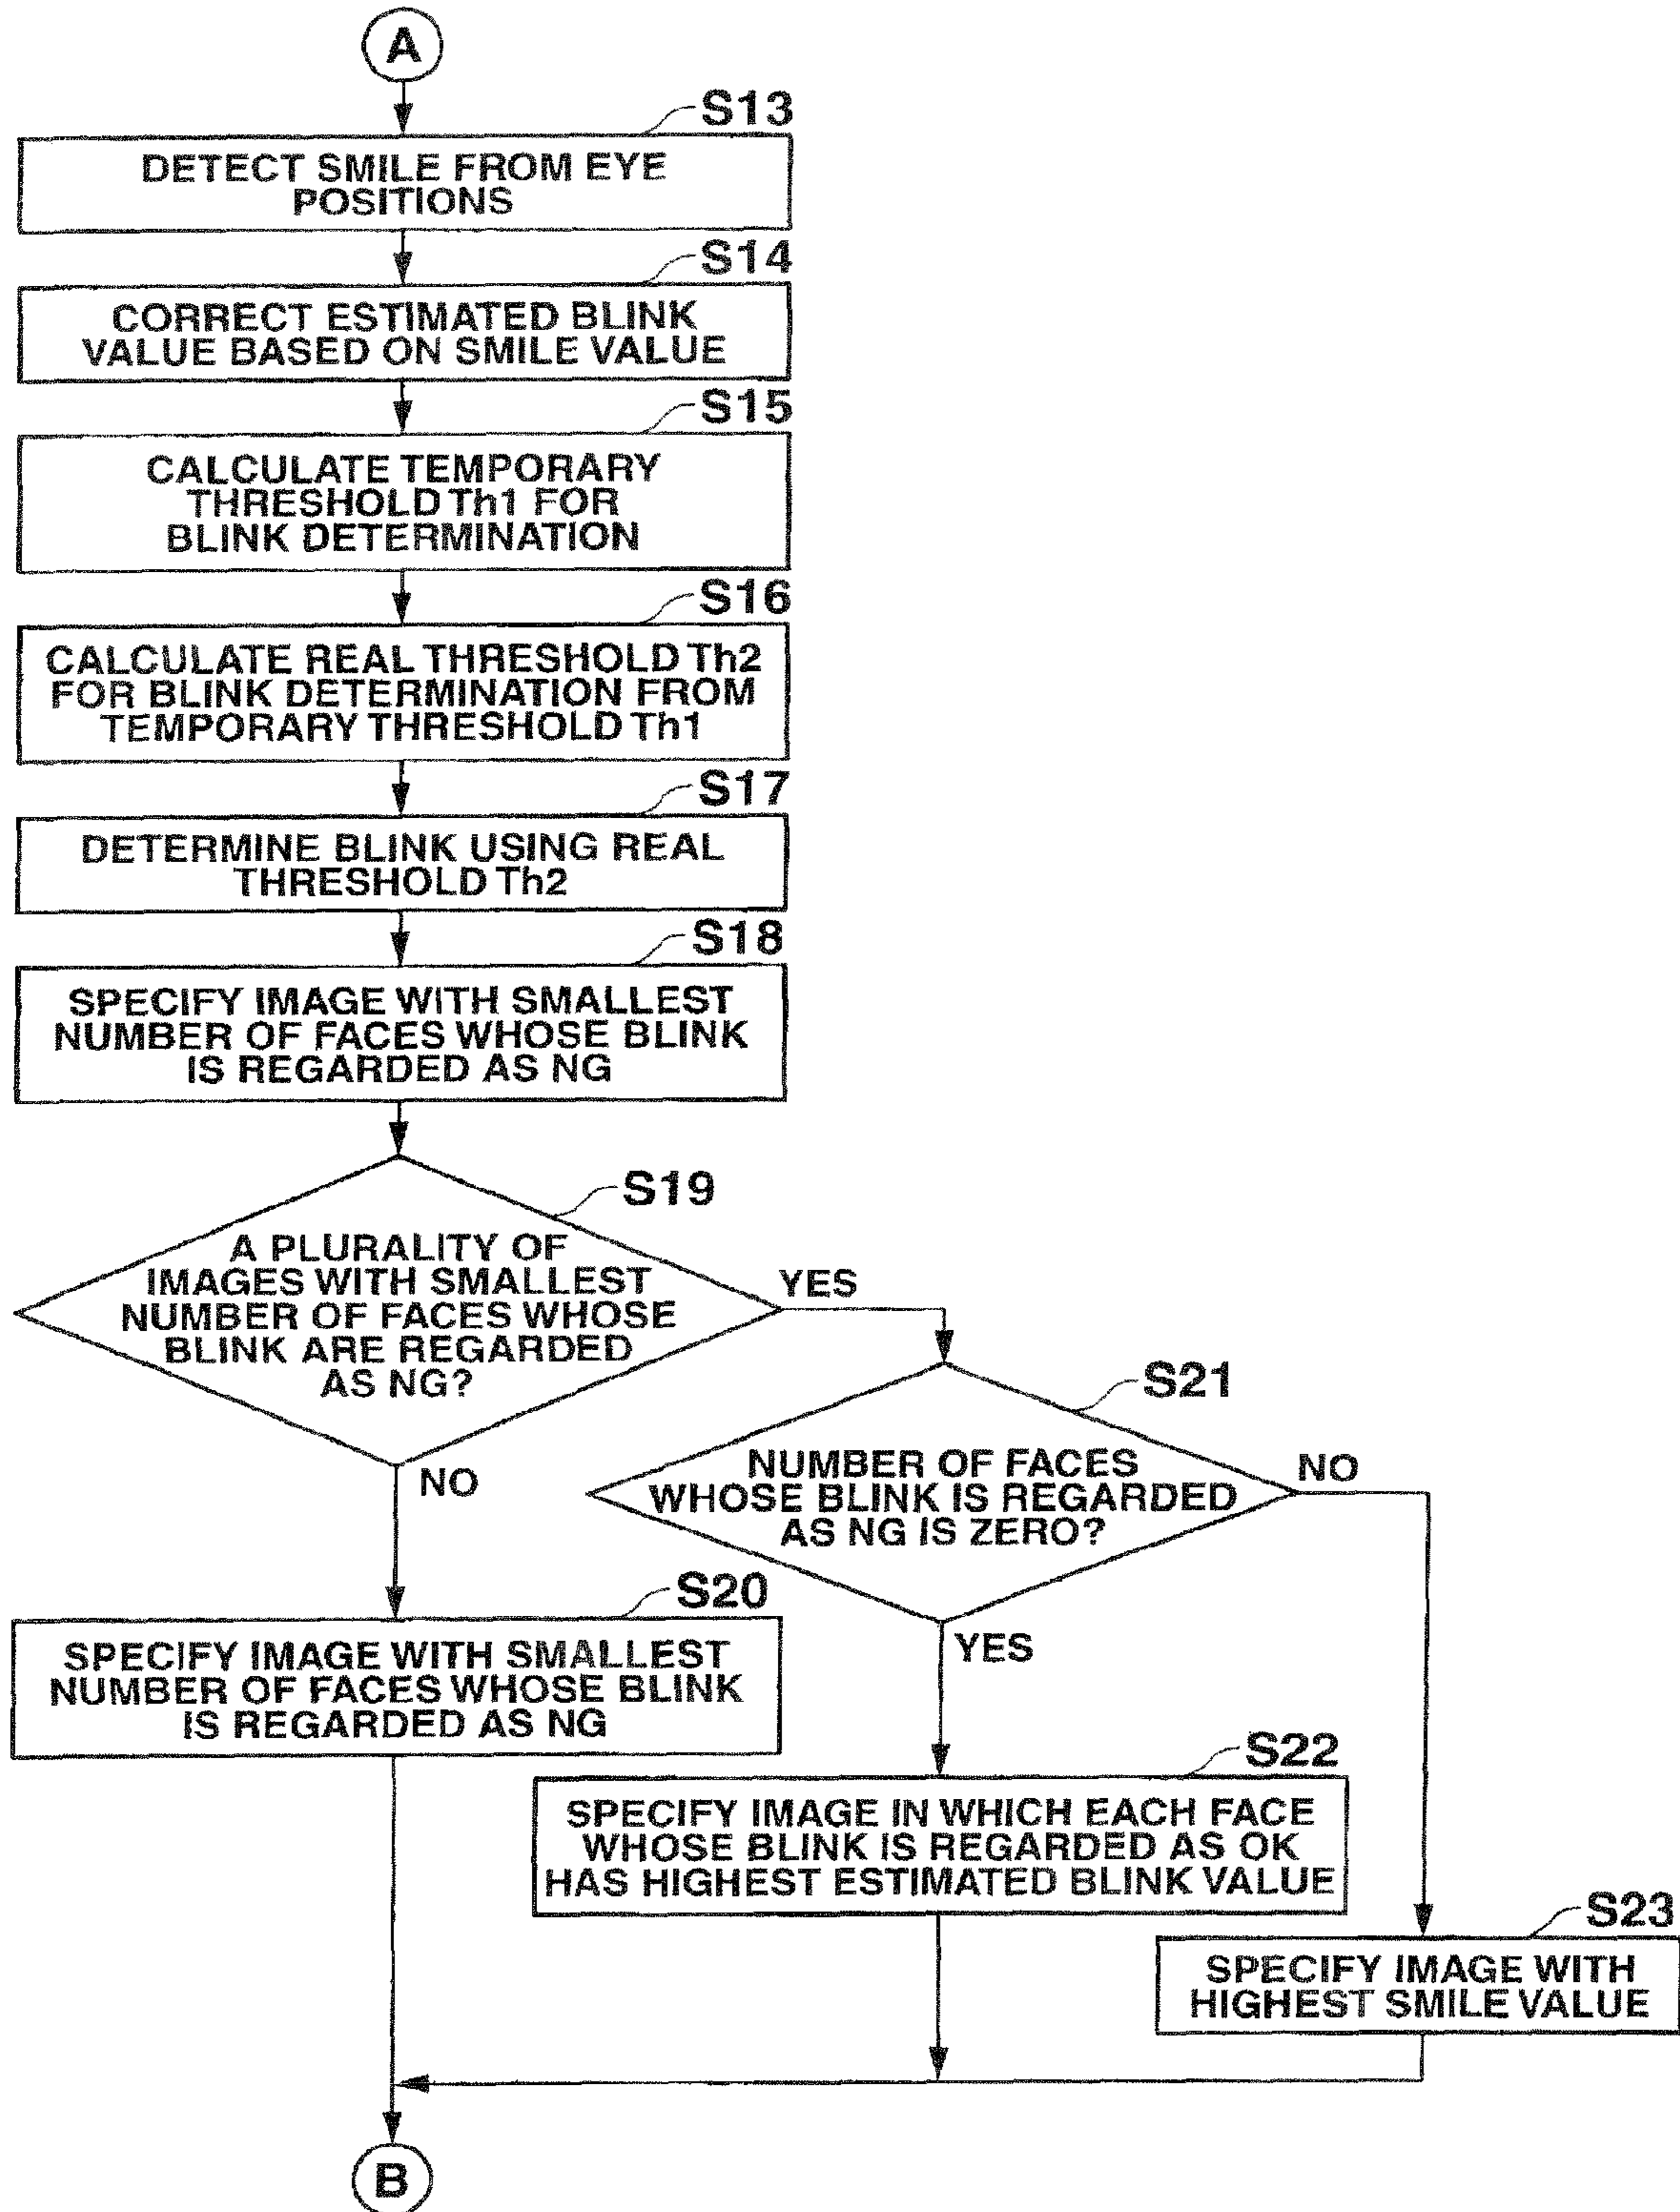 A
S13
DETECT SMILE FROM EYE
POSITIONS
S14
CORRECT ESTIMATED BLINK
VALUE BASED ON SMILE VALUE
S15
CALCULATE TEMPORARY
THRESHOLD Th1 FOR
BLINK DETERMINATION
S16
CALCULATE REAL THRESHOLD Th2
FOR BLINK DETERMINATION FROM
TEMPORARY THRESHOLD Th1
S17
DETERMINE BLINK USING REAL
THRESHOLD Th2
S18
SPECIFY IMAGE WITH SMALLEST
NUMBER OF FACES WHOSE BLINK
IS REGARDED AS NG
S19
A PLURALITY OF
IMAGES WITH SMALLEST
NUMBER OF FACES WHOSE
BLINK ARE REGARDED
AS NG?
YES
NO
S21
NUMBER OF FACES
WHOSE BLINK IS REGARDED
AS NG IS ZERO?
NO
YES
S20
SPECIFY IMAGE WITH SMALLEST
NUMBER OF FACES WHOSE BLINK
IS REGARDED AS NG
S22
SPECIFY IMAGE IN WHICH EACH FACE
WHOSE BLINK IS REGARDED AS OK
HAS HIGHEST ESTIMATED BLINK VALUE
S23
SPECIFY IMAGE WITH
HIGHEST SMILE VALUE
B